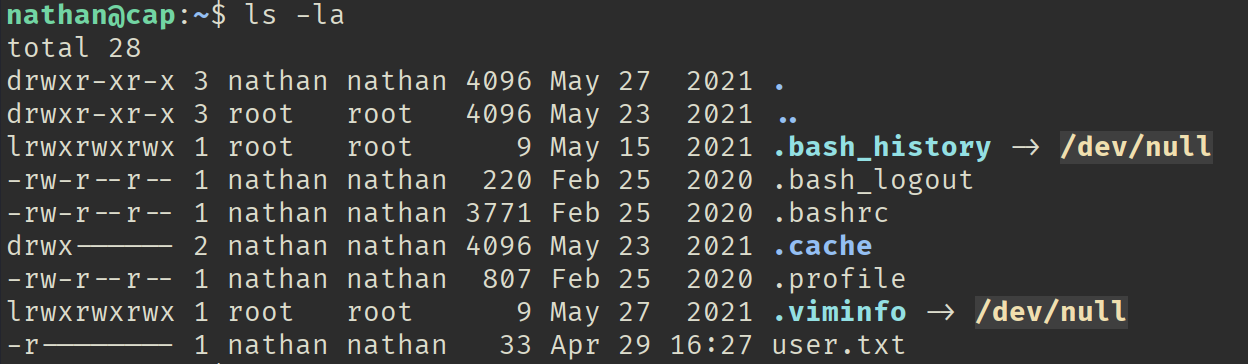 nathan@cap:~$ ls -la
total 28
drwxr-xr-x 3 nathan nathan 4096 May 27  2021 .
drwxr-xr-x 3 root   root   4096 May 23  2021 ..
lrwxrwxrwx 1 root   root      9 May 15  2021 .bash_history -> /dev/null
-rw-r--r-- 1 nathan nathan  220 Feb 25  2020 .bash_logout
-rw-r--r-- 1 nathan nathan 3771 Feb 25  2020 .bashrc
drwx------ 2 nathan nathan 4096 May 23  2021 .cache
-rw-r--r-- 1 nathan nathan  807 Feb 25  2020 .profile
lrwxrwxrwx 1 root   root      9 May 27  2021 .viminfo -> /dev/null
-r-------- 1 nathan nathan   33 Apr 29 16:27 user.txt